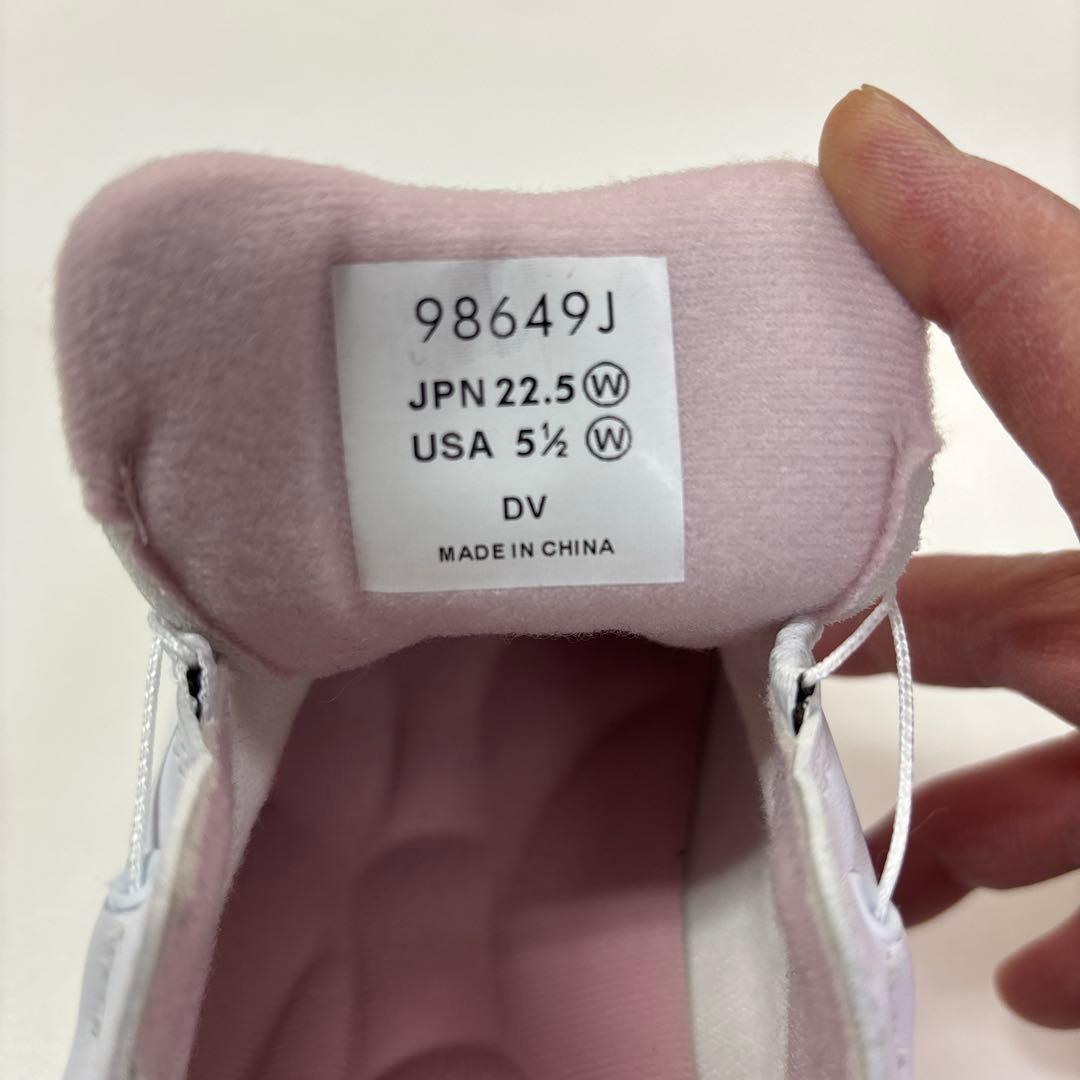 98649J
JPN 22.5 Ⓦ
USA 5½ Ⓦ
DV
MADE IN CHINA